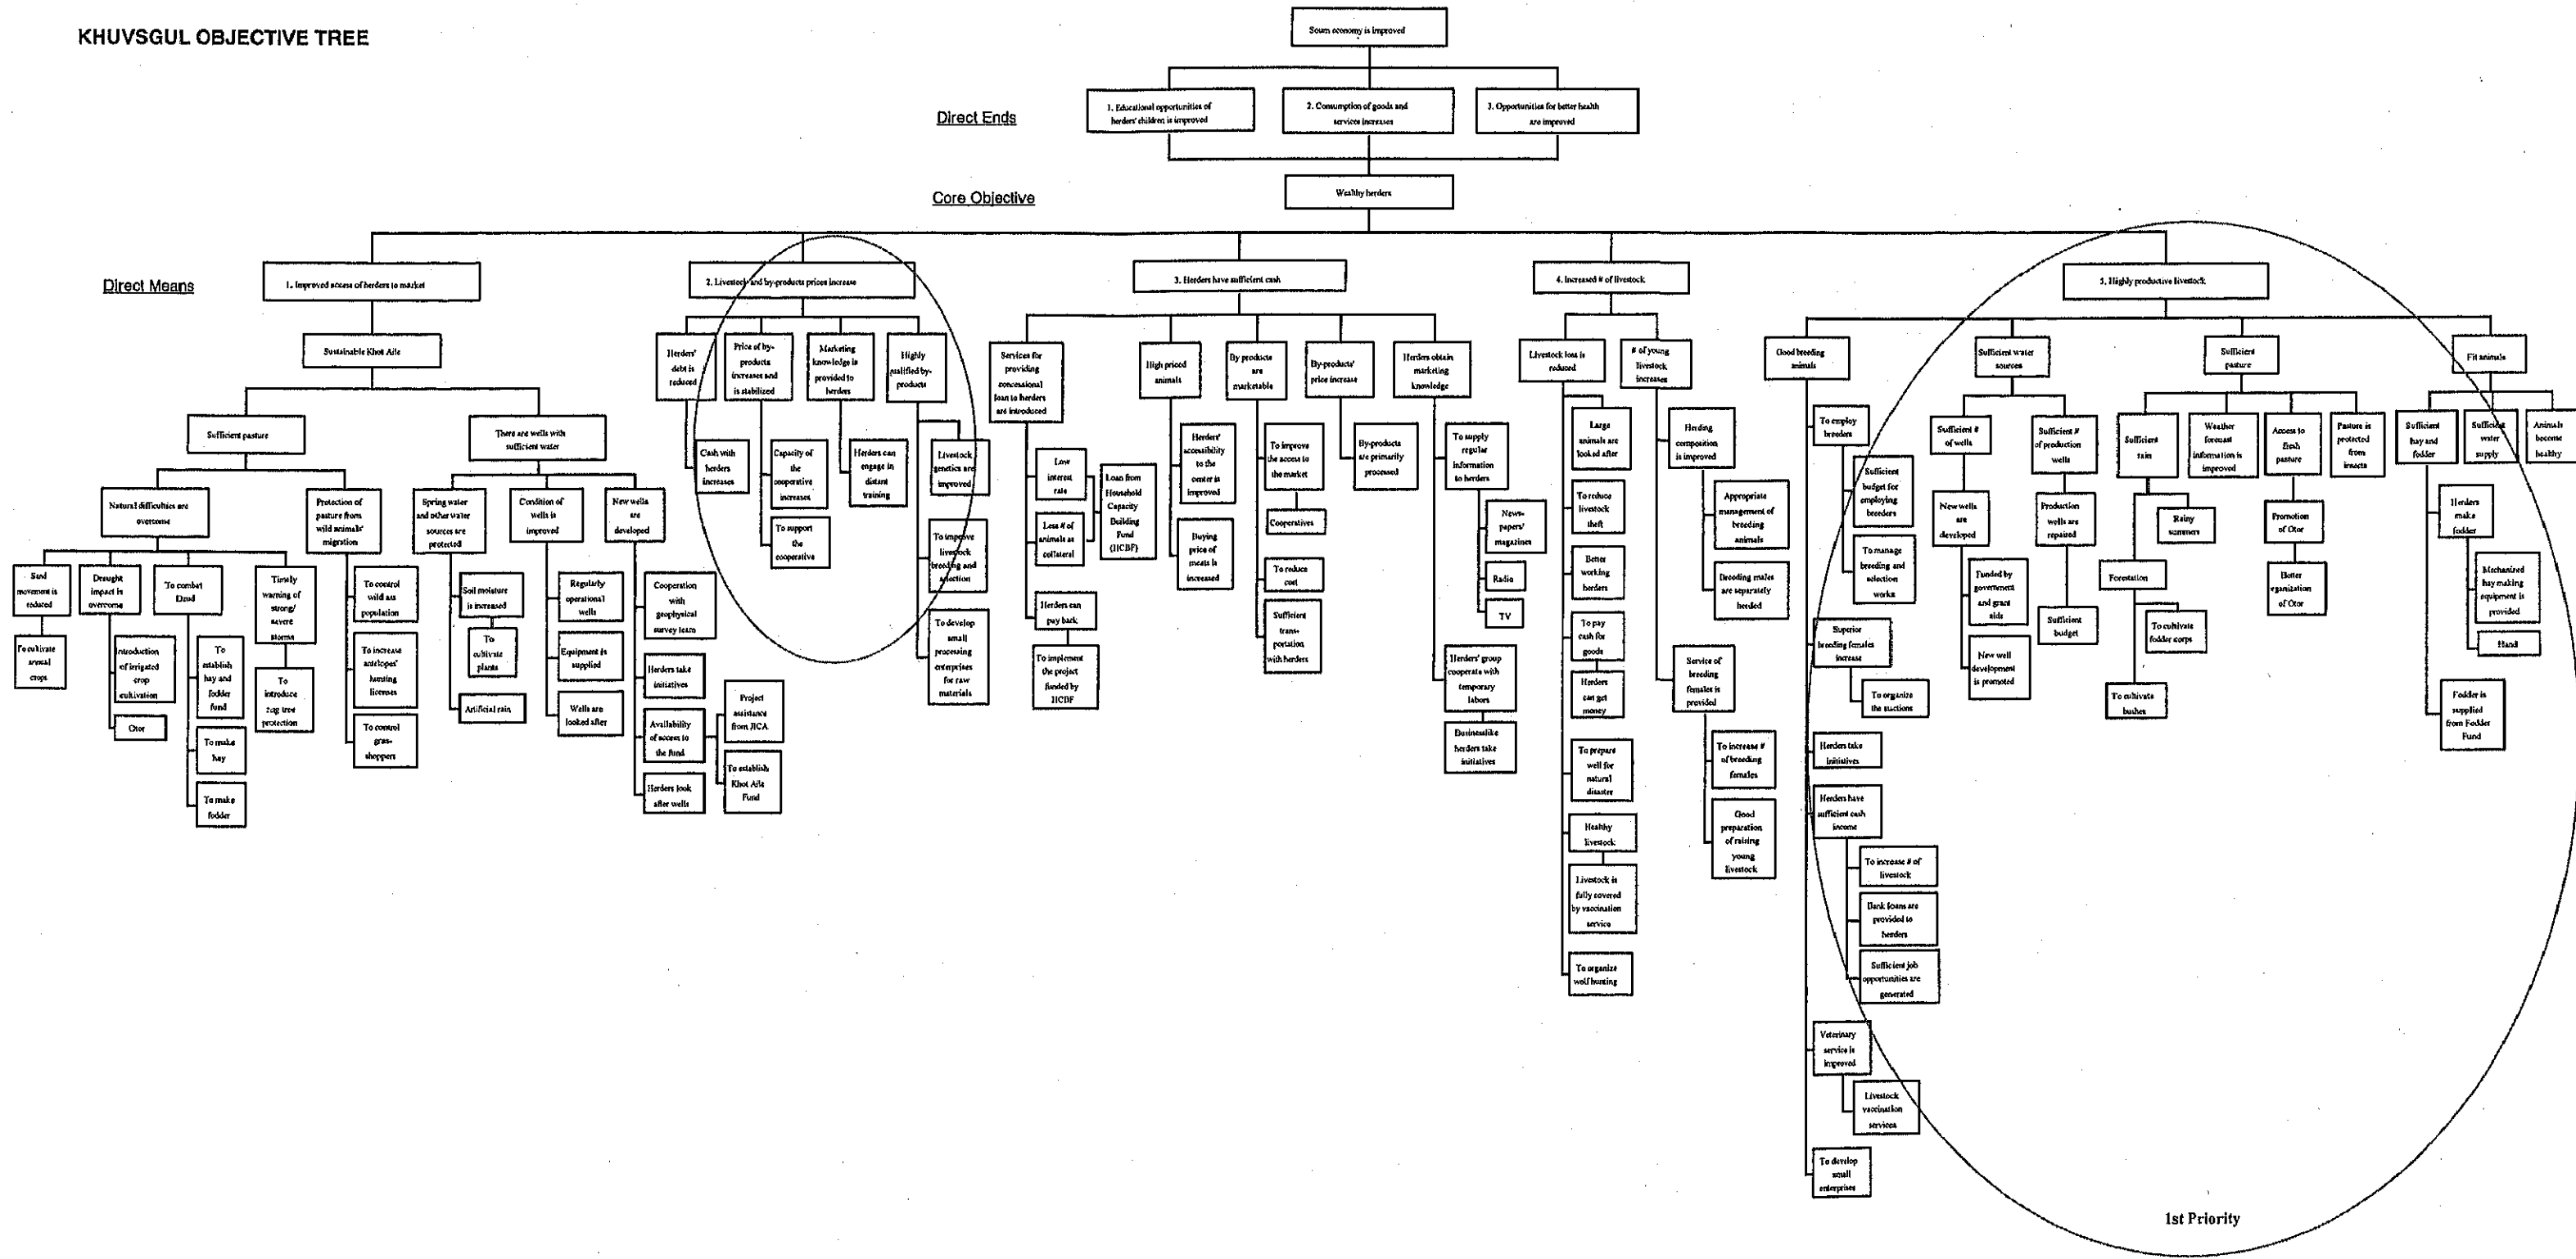 KHUVSGUL OBJECTIVE TREE
Soum economy is improved
Direct Ends
1. Educational opportunities of
herders' children is improved
2. Consumption of goods and
services increases
3. Opportunities for better health
are improved
Core Objective
Wealthy herders
Direct Means
1. Improved access of herders to market
2. Livestock and by-products prices increase
3. Herders have sufficient cash
4. Increased # of livestock
5. Highly productive livestock
Sustainable Khot Aile
Sufficient pasture
There are wells with
sufficient water
Natural difficulties are
overcome
Protection of
pasture from
wild animals'
migration
Spring water
and other water
sources are
protected
Condition of
wells is
improved
New wells
are
developed
Sand
movement is
reduced
Draught
impact is
overcome
To combat
Dzud
Timely
warning of
strong/
severe
storms
To cultivate
annual
crops
Introduction
of irrigated
crop
cultivation
Otor
To
establish
hay and
fodder
fund
To make
hay
To make
fodder
To
introduce
zag tree
protection
To control
wild ass
population
To increase
antelopes'
hunting
licenses
To control
grass-
shoppers
Soil moisture
is increased
To
cultivate
plants
Artificial rain
Regularly
operational
wells
Equipment is
supplied
Wells are
looked after
Cooperation
with
geophysical
survey team
Herders take
initiatives
Availability
of access to
the fund
Herders look
after wells
Project
assistance
from JICA
To establish
Khot Aile
Fund
Herders'
debt is
reduced
Price of by-
products
increases and
is stabilized
Marketing
knowledge is
provided to
herders
Highly
qualified by-
products
Cash with
herders
increases
Capacity of
the
cooperative
increases
To support
the
cooperative
Herders can
engage in
distant
training
Livestock
genetics are
improved
To improve
livestock
breeding and
selection
To develop
small
processing
enterprises
for raw
materials
Services for
providing
concessional
loan to herders
are introduced
High priced
animals
By products
are
marketable
By-products'
price increase
Herders obtain
marketing
knowledge
Low
interest
rate
Less # of
animals as
collateral
Loan from
Household
Capacity
Building
Fund
(HCBF)
Herders can
pay back
To implement
the project
funded by
HCBF
Herders'
accessibility
to the
center is
improved
Buying
price of
meats is
increased
To improve
the access to
the market
Cooperatives
To reduce
cost
Sufficient
trans-
portation
with herders
By-products
are primarily
processed
To supply
regular
information
to herders
News-
papers/
magazines
Radio
TV
Herders' group
cooperate with
temporary
labors
Businesslike
herders take
initiatives
Livestock loss is
reduced
# of young
livestock
increases
Large
animals are
looked after
To reduce
livestock
theft
Better
working
herders
To pay
cash for
goods
Herders
can get
money
To prepare
well for
natural
disaster
Healthy
livestock
Livestock is
fully covered
by vaccination
service
To organize
wolf hunting
Herding
composition
is improved
Appropriate
management of
breeding
animals
Breeding males
are separately
herded
Service of
breeding
females is
provided
To increase #
of breeding
females
Good
preparation
of raising
young
livestock
Good breeding
animals
Sufficient water
sources
Sufficient
pasture
Fit animals
To employ
breeders
Sufficient
budget for
employing
breeders
To manage
breeding and
selection
works
Superior
breeding females
increase
To organize
the auctions
Herders take
initiatives
Herders have
sufficient cash
income
To increase # of
livestock
Bank loans are
provided to
herders
Sufficient job
opportunities are
generated
Veterinary
service is
improved
Livestock
vaccination
services
To develop
small
enterprises
Sufficient #
of wells
Sufficient #
of production
wells
New wells
are
developed
Production
wells are
repaired
Funded by
government
and grant
aids
New well
development
is promoted
Sufficient
budget
Sufficient
rain
Weather
forecast
information is
improved
Access to
fresh
pasture
Pasture is
protected
from
insects
Rainy
summers
Forestation
To cultivate
fodder corps
To cultivate
bushes
Promotion
of Otor
Better
organization
of Otor
Sufficient
hay and
fodder
Sufficient
water
supply
Animals
become
healthy
Herders
make
fodder
Mechanized
hay making
equipment is
provided
Hand
Fodder is
supplied
from Fodder
Fund
1st Priority